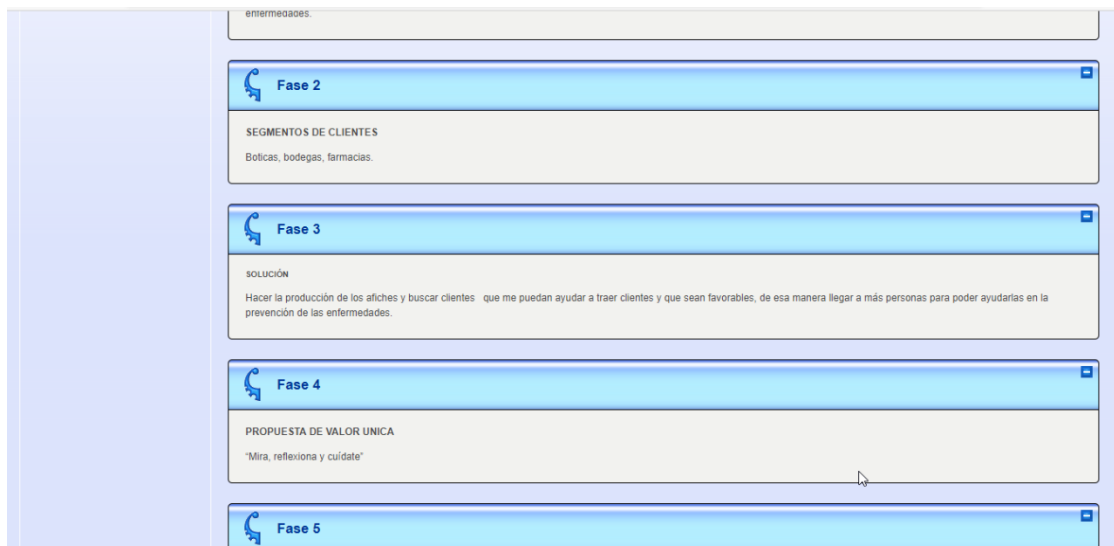 enfermedades.
Fase 2
SEGMENTOS DE CLIENTES
Boticas, bodegas, farmacias.
Fase 3
SOLUCIÓN
Hacer la producción de los afiches y buscar clientes que me puedan ayudar a traer clientes y que sean favorables, de esa manera llegar a más personas para poder ayudarlas en la
prevención de las enfermedades.
Fase 4
PROPUESTA DE VALOR UNICA
"Mira, reflexiona y cuídate"
Fase 5